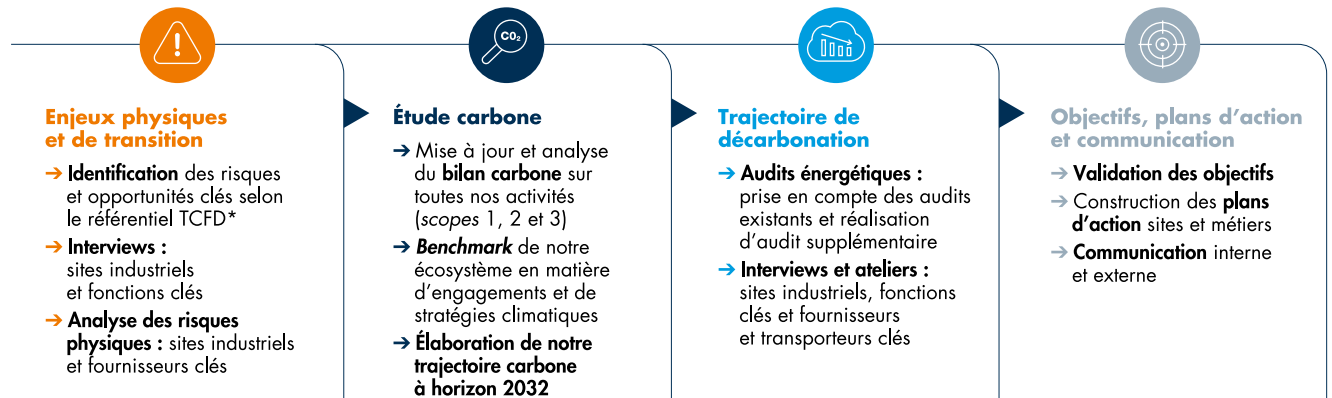 CO₂
Enjeux physiques
et de transition
→ Identification des risques
et opportunités clés selon
le référentiel TCFD*
→ Interviews :
sites industriels
et fonctions clés
→ Analyse des risques
physiques : sites industriels
et fournisseurs clés
Étude carbone
→ Mise à jour et analyse
du bilan carbone sur
toutes nos activités
(scopes 1, 2 et 3)
→ Benchmark de notre
écosystème en matière
d’engagements et de
stratégies climatiques
→ Élaboration de notre
trajectoire carbone
à horizon 2032
Trajectoire de
décarbonation
→ Audits énergétiques :
prise en compte des audits
existants et réalisation
d’audit supplémentaire
→ Interviews et ateliers :
sites industriels, fonctions
clés et fournisseurs
et transporteurs clés
Objectifs, plans d’action
et communication
→ Validation des objectifs
→ Construction des plans
d’action sites et métiers
→ Communication interne
et externe